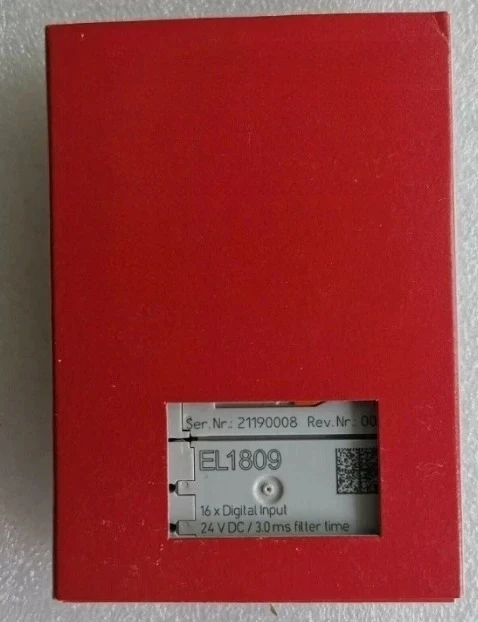 Ser.Nr.: 21190008 Rev.Nr.: 00
EL1809
16 x Digital Input
24 V DC / 3.0 ms filter time